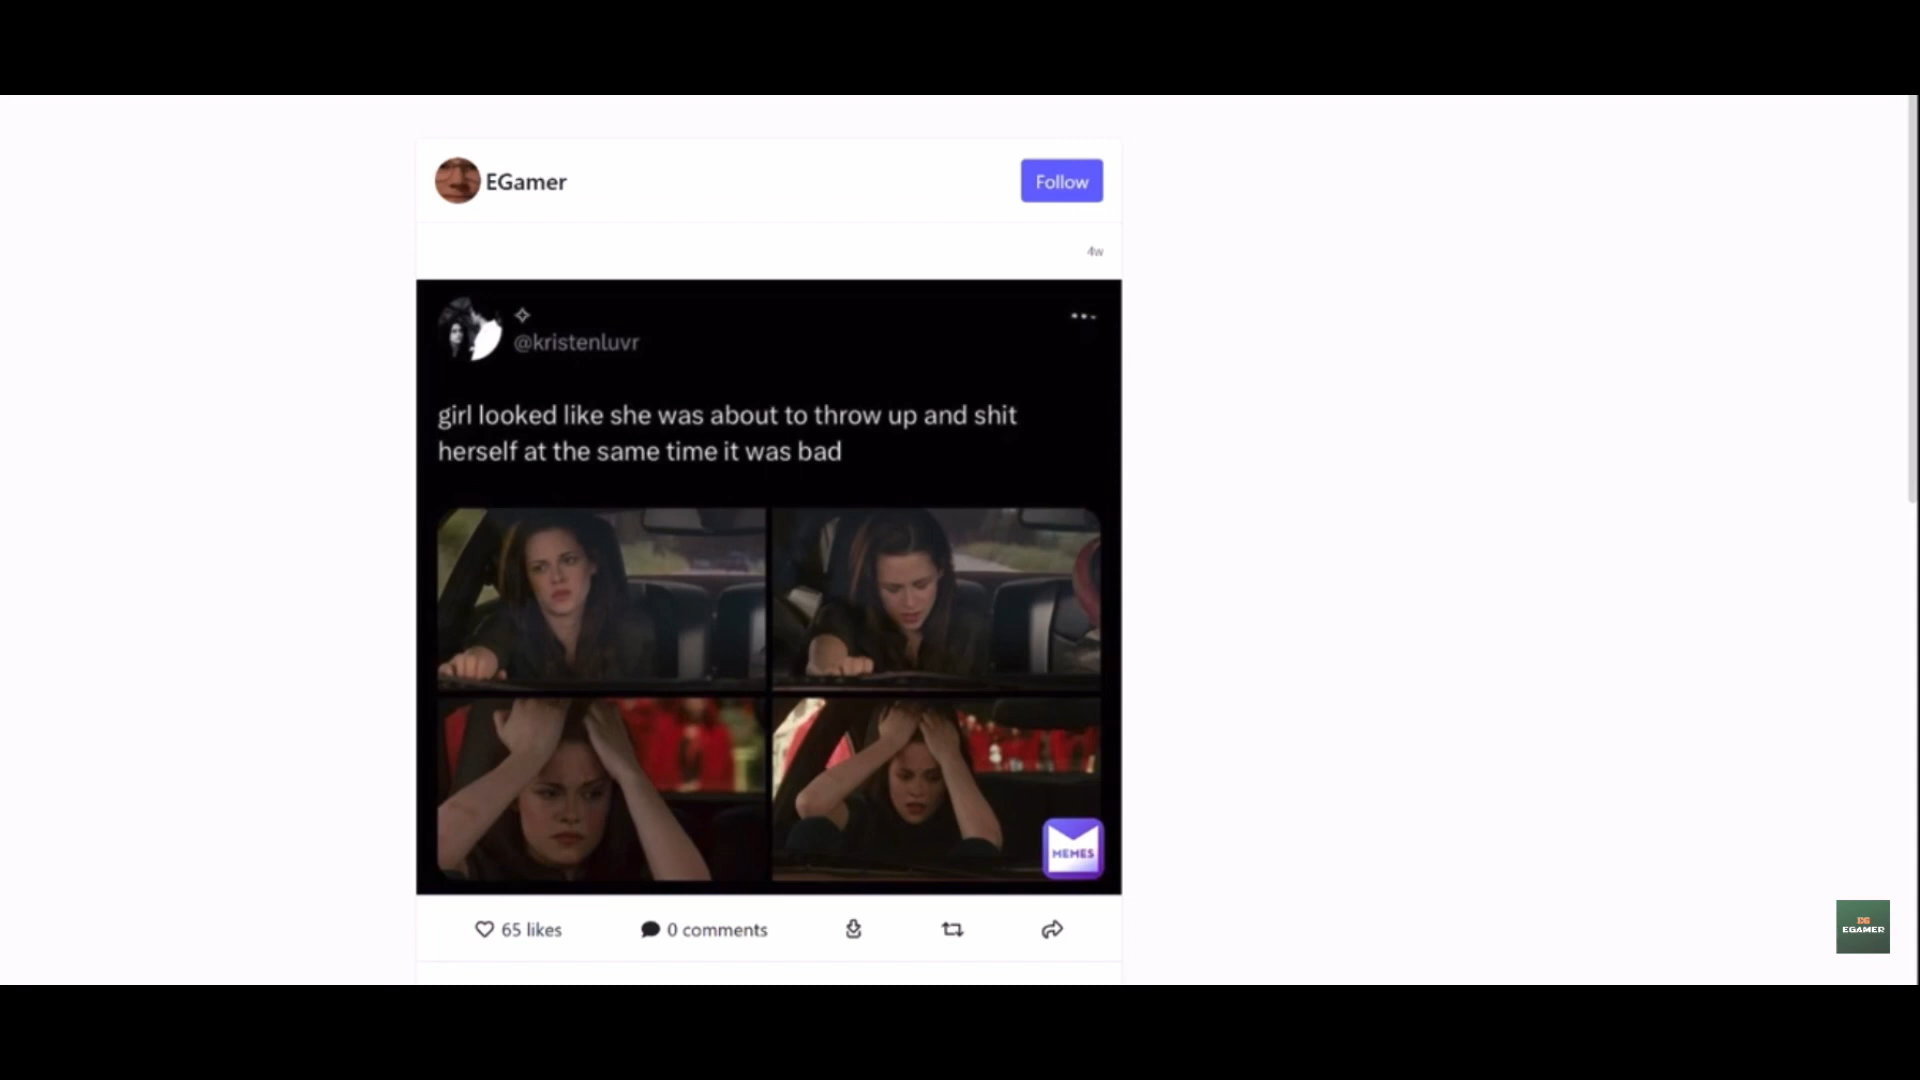 EGamer
Follow
4w
@kristenluvr
girl looked like she was about to throw up and shit
herself at the same time it was bad
MEMES
65 likes
0 comments
EG
EGAMER